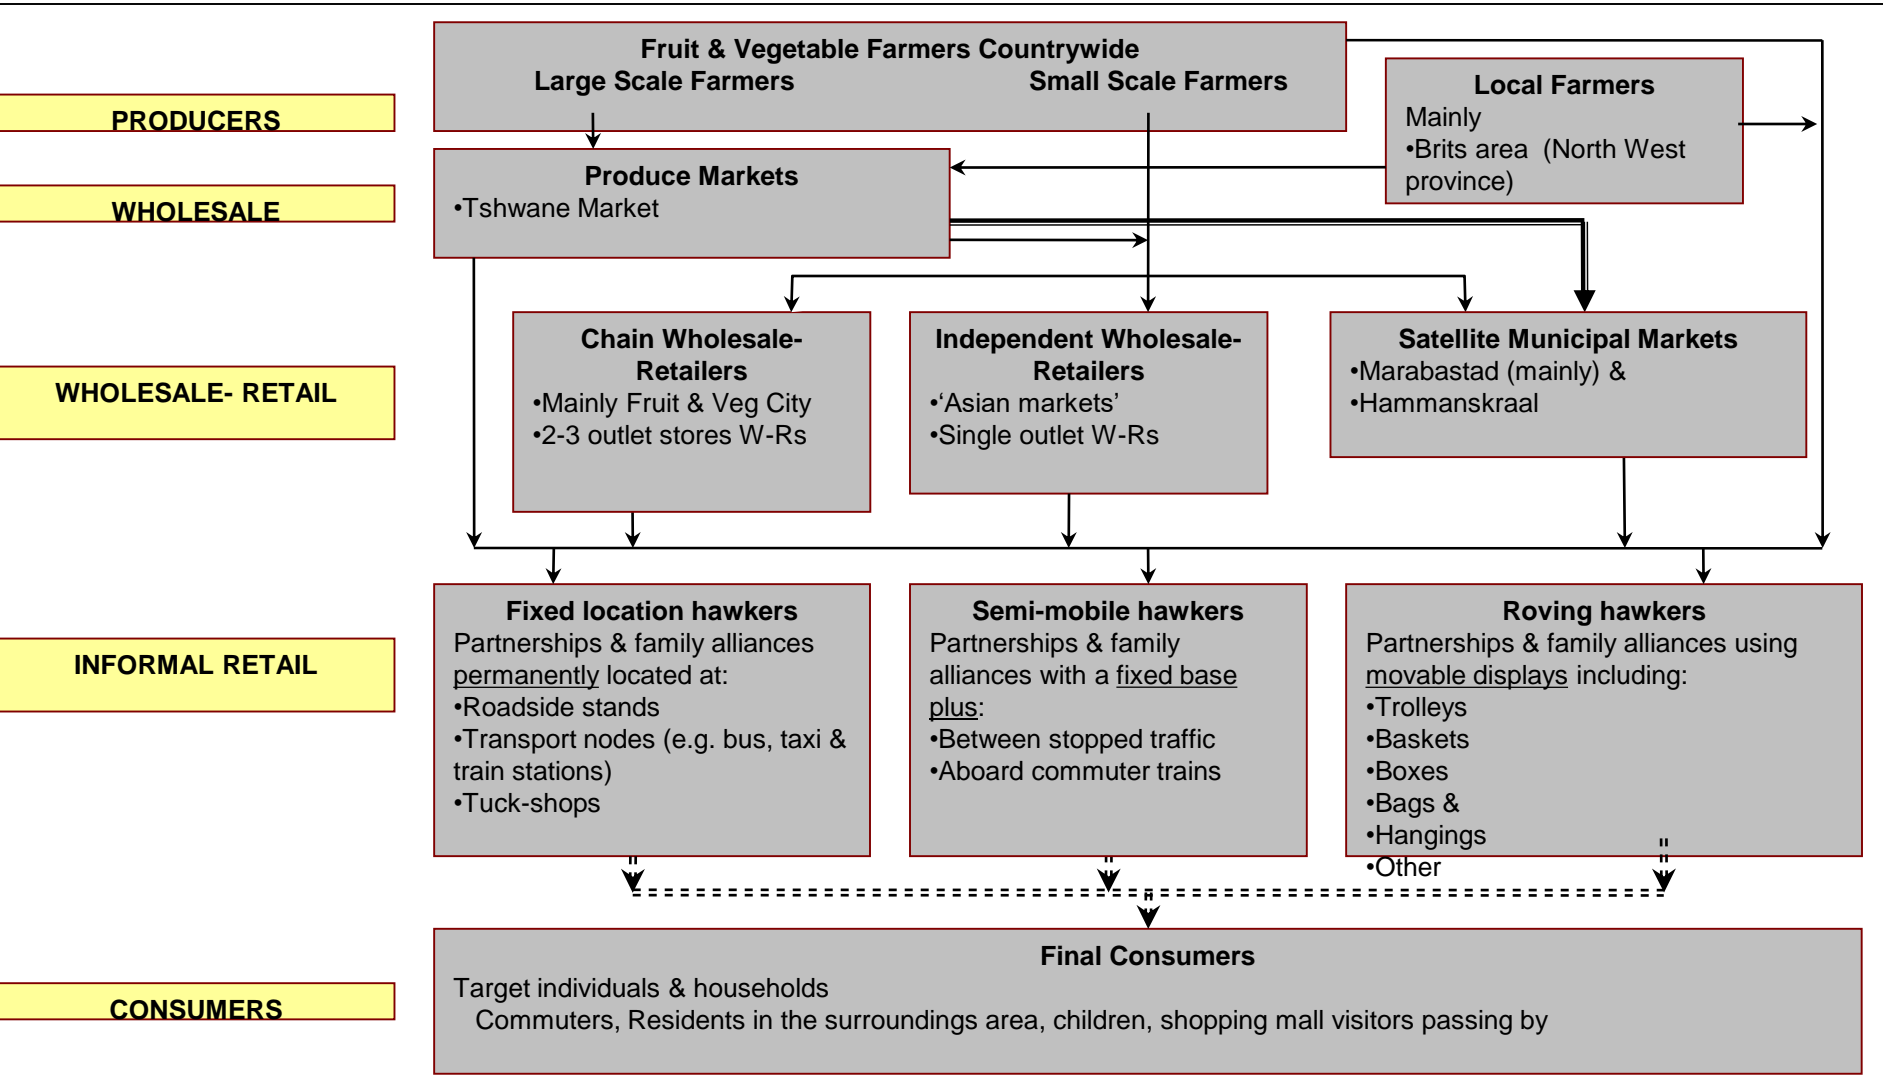 Fruit & Vegetable Farmers Countrywide
Large Scale Farmers Small Scale Farmers
Local Farmers
Mainly
•Brits area (North West
province)
PRODUCERS
Produce Markets
•Tshwane Market
WHOLESALE
Chain Wholesale-
Retailers
•Mainly Fruit & Veg City
•2-3 outlet stores W-Rs
Independent Wholesale-
Retailers
•‘Asian markets’
•Single outlet W-Rs
Satellite Municipal Markets
•Marabastad (mainly) &
•Hammanskraal
WHOLESALE- RETAIL
Fixed location hawkers
Partnerships & family alliances
permanently located at:
•Roadside stands
•Transport nodes (e.g. bus, taxi &
train stations)
•Tuck-shops
Semi-mobile hawkers
Partnerships & family
alliances with a fixed base
plus:
•Between stopped traffic
•Aboard commuter trains
Roving hawkers
Partnerships & family alliances using
movable displays including:
•Trolleys
•Baskets
•Boxes
•Bags &
•Hangings
•Other
INFORMAL RETAIL
Final Consumers
Target individuals & households
Commuters, Residents in the surroundings area, children, shopping mall visitors passing by
CONSUMERS